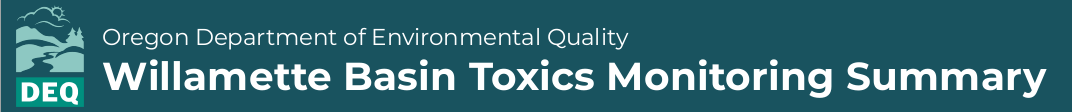 Oregon Department of Environmental Quality
Willamette Basin Toxics Monitoring Summary
DEQ